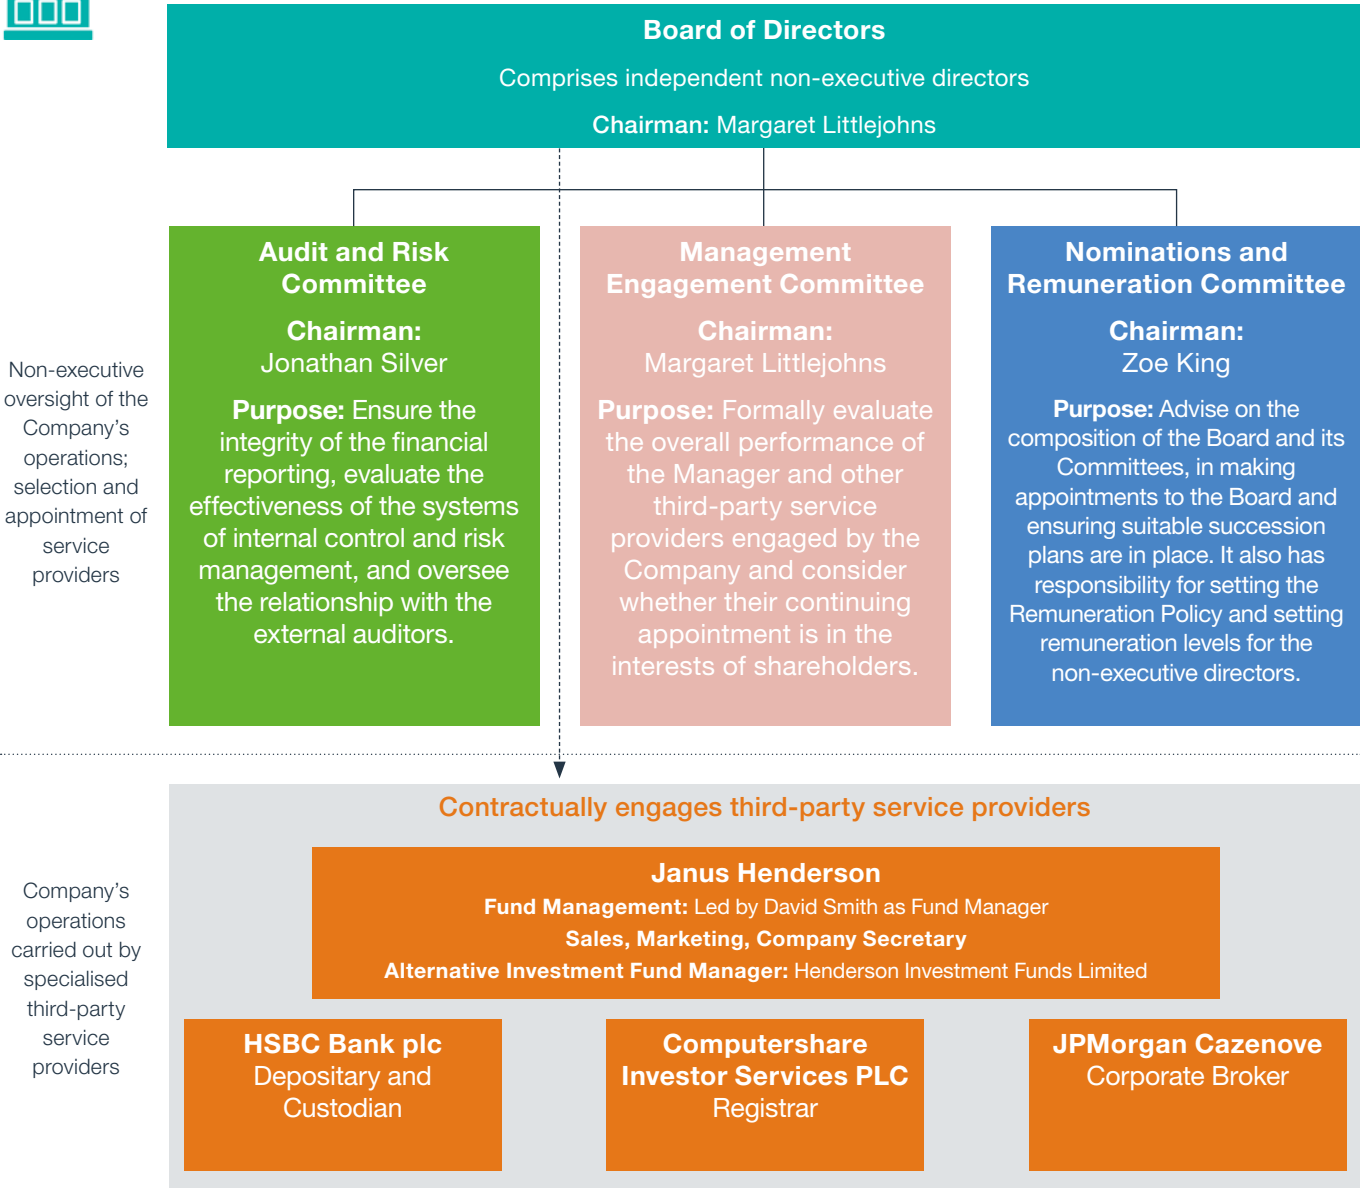 Board of Directors
Comprises independent non-executive directors
Chairman: Margaret Littlejohns
Non-executive
oversight of the
Company’s
operations;
selection and
appointment of
service
providers
Audit and Risk
Committee
Chairman:
Jonathan Silver
Purpose: Ensure the
integrity of the financial
reporting, evaluate the
effectiveness of the systems
of internal control and risk
management, and oversee
the relationship with the
external auditors.
Management
Engagement Committee
Chairman:
Margaret Littlejohns
Purpose: Formally evaluate
the overall performance of
the Manager and other
third-party service
providers engaged by the
Company and consider
whether their continuing
appointment is in the
interests of shareholders.
Nominations and
Remuneration Committee
Chairman:
Zoe King
Purpose: Advise on the
composition of the Board and its
Committees, in making
appointments to the Board and
ensuring suitable succession
plans are in place. It also has
responsibility for setting the
Remuneration Policy and setting
remuneration levels for the
non-executive directors.
Company’s
operations
carried out by
specialised
third-party
service
providers
Contractually engages third-party service providers
Janus Henderson
Fund Management: Led by David Smith as Fund Manager
Sales, Marketing, Company Secretary
Alternative Investment Fund Manager: Henderson Investment Funds Limited
HSBC Bank plc
Depositary and
Custodian
Computershare
Investor Services PLC
Registrar
JPMorgan Cazenove
Corporate Broker